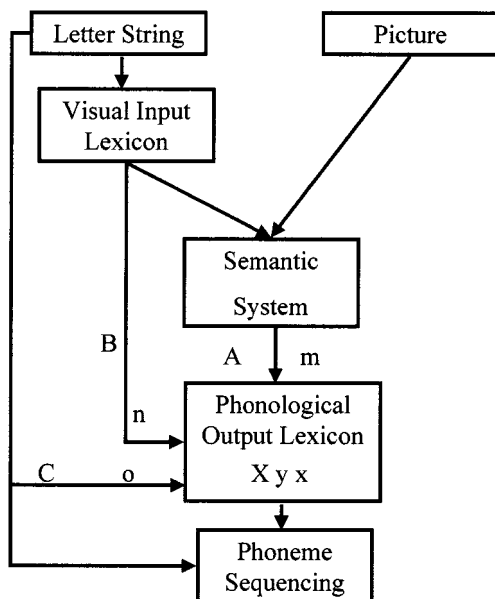 Letter String
Picture
Visual Input
Lexicon
Semantic
System
B
A m
n
Phonological
Output Lexicon
X y x
C o
Phoneme
Sequencing